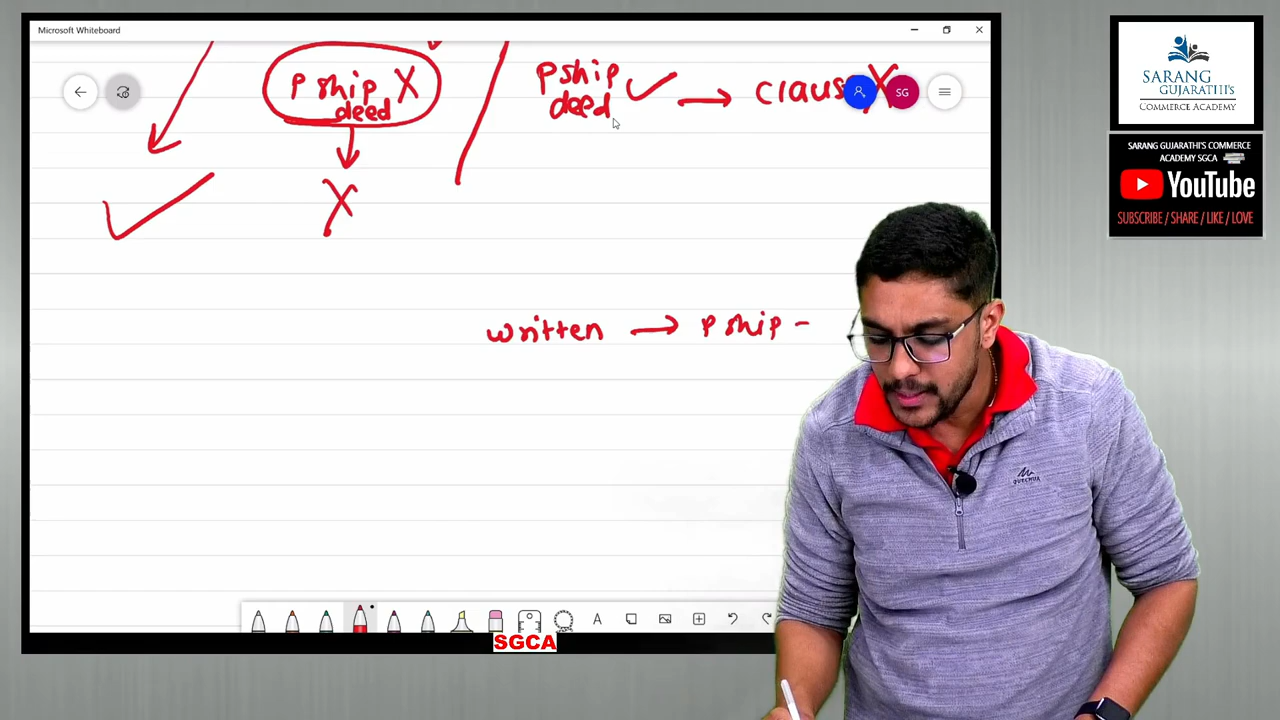 Microsoft Whiteboard
Pship X
deed
X
Pship
deed
claus
X
SG
written → Pship -
A
SGCA
SARANG
GUJARATHI'S
COMMERCE ACADEMY
SARANG GUJARATHI'S COMMERCE
ACADEMY SGCA
YouTube
SUBSCRIBE / SHARE / LIKE / LOVE
QUECHUA